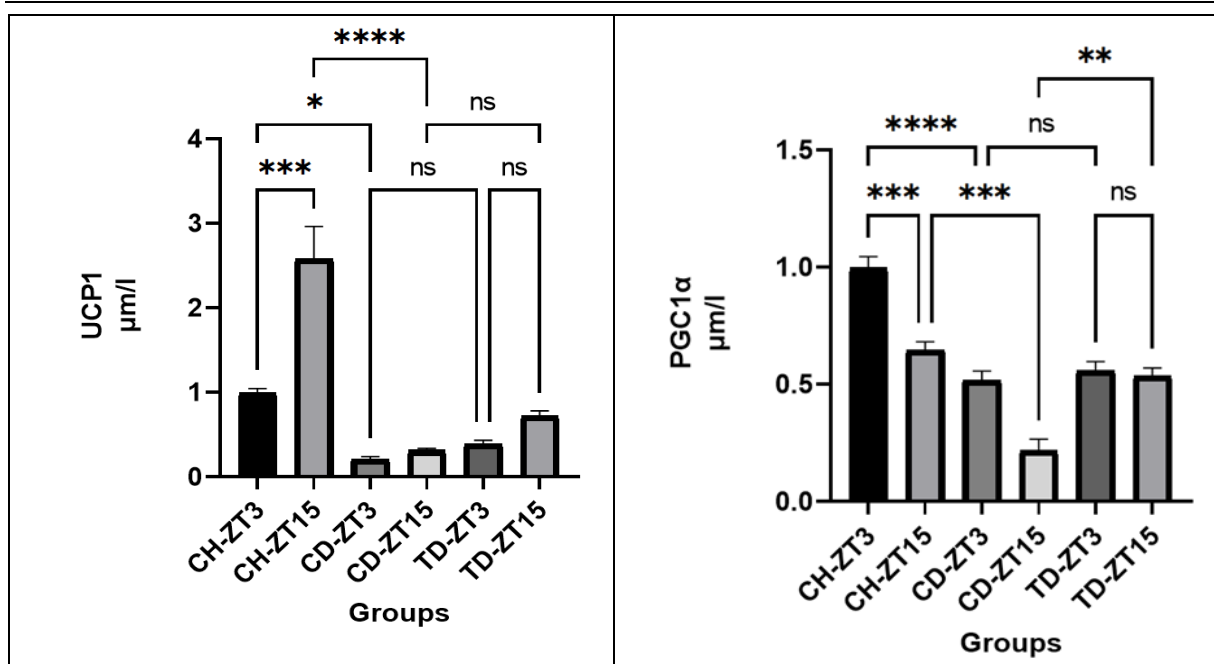 ****
* ns
4
*** ns ns
3
2
1
0
UCP1
µm/l
CH-ZT3
CH-ZT15
CD-ZT3
CD-ZT15
TD-ZT3
TD-ZT15
Groups
**
**** ns
1.5
*** *** ns
1.0
0.5
0.0
PGC1α
µm/l
CH-ZT3
CH-ZT15
CD-ZT3
CD-ZT15
TD-ZT3
TD-ZT15
Groups